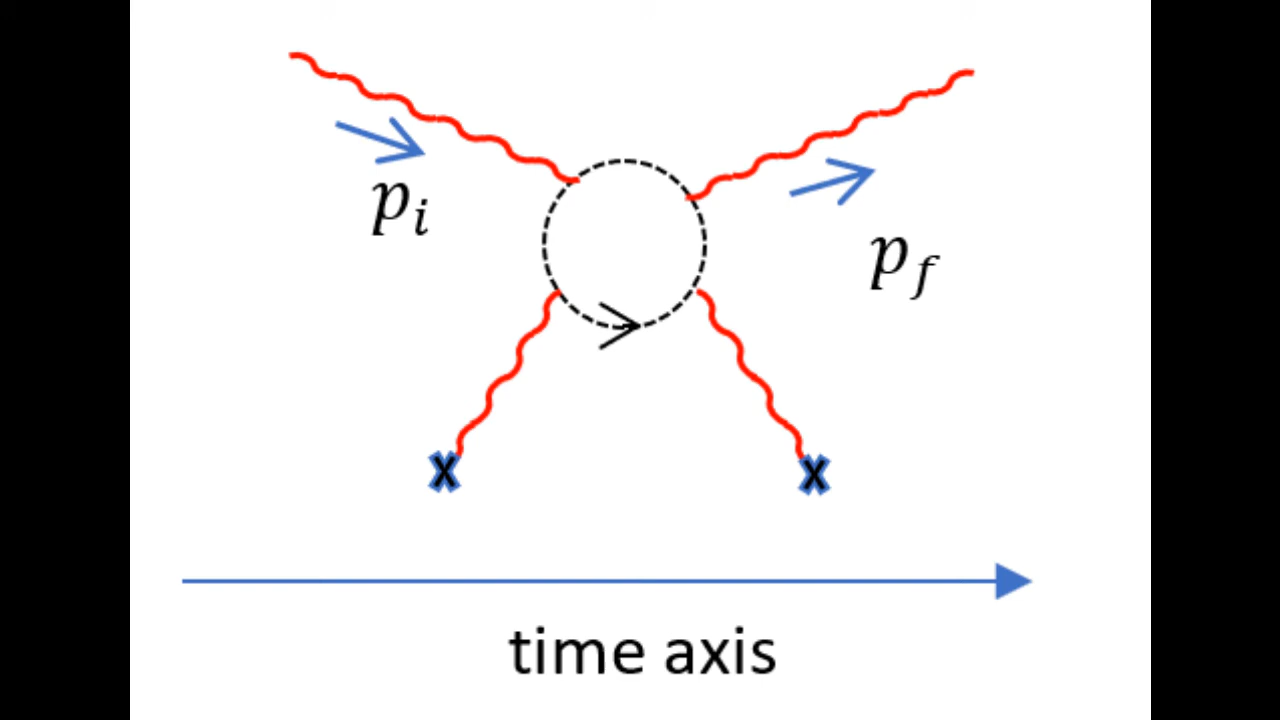 p_i
p_f
x x
time axis